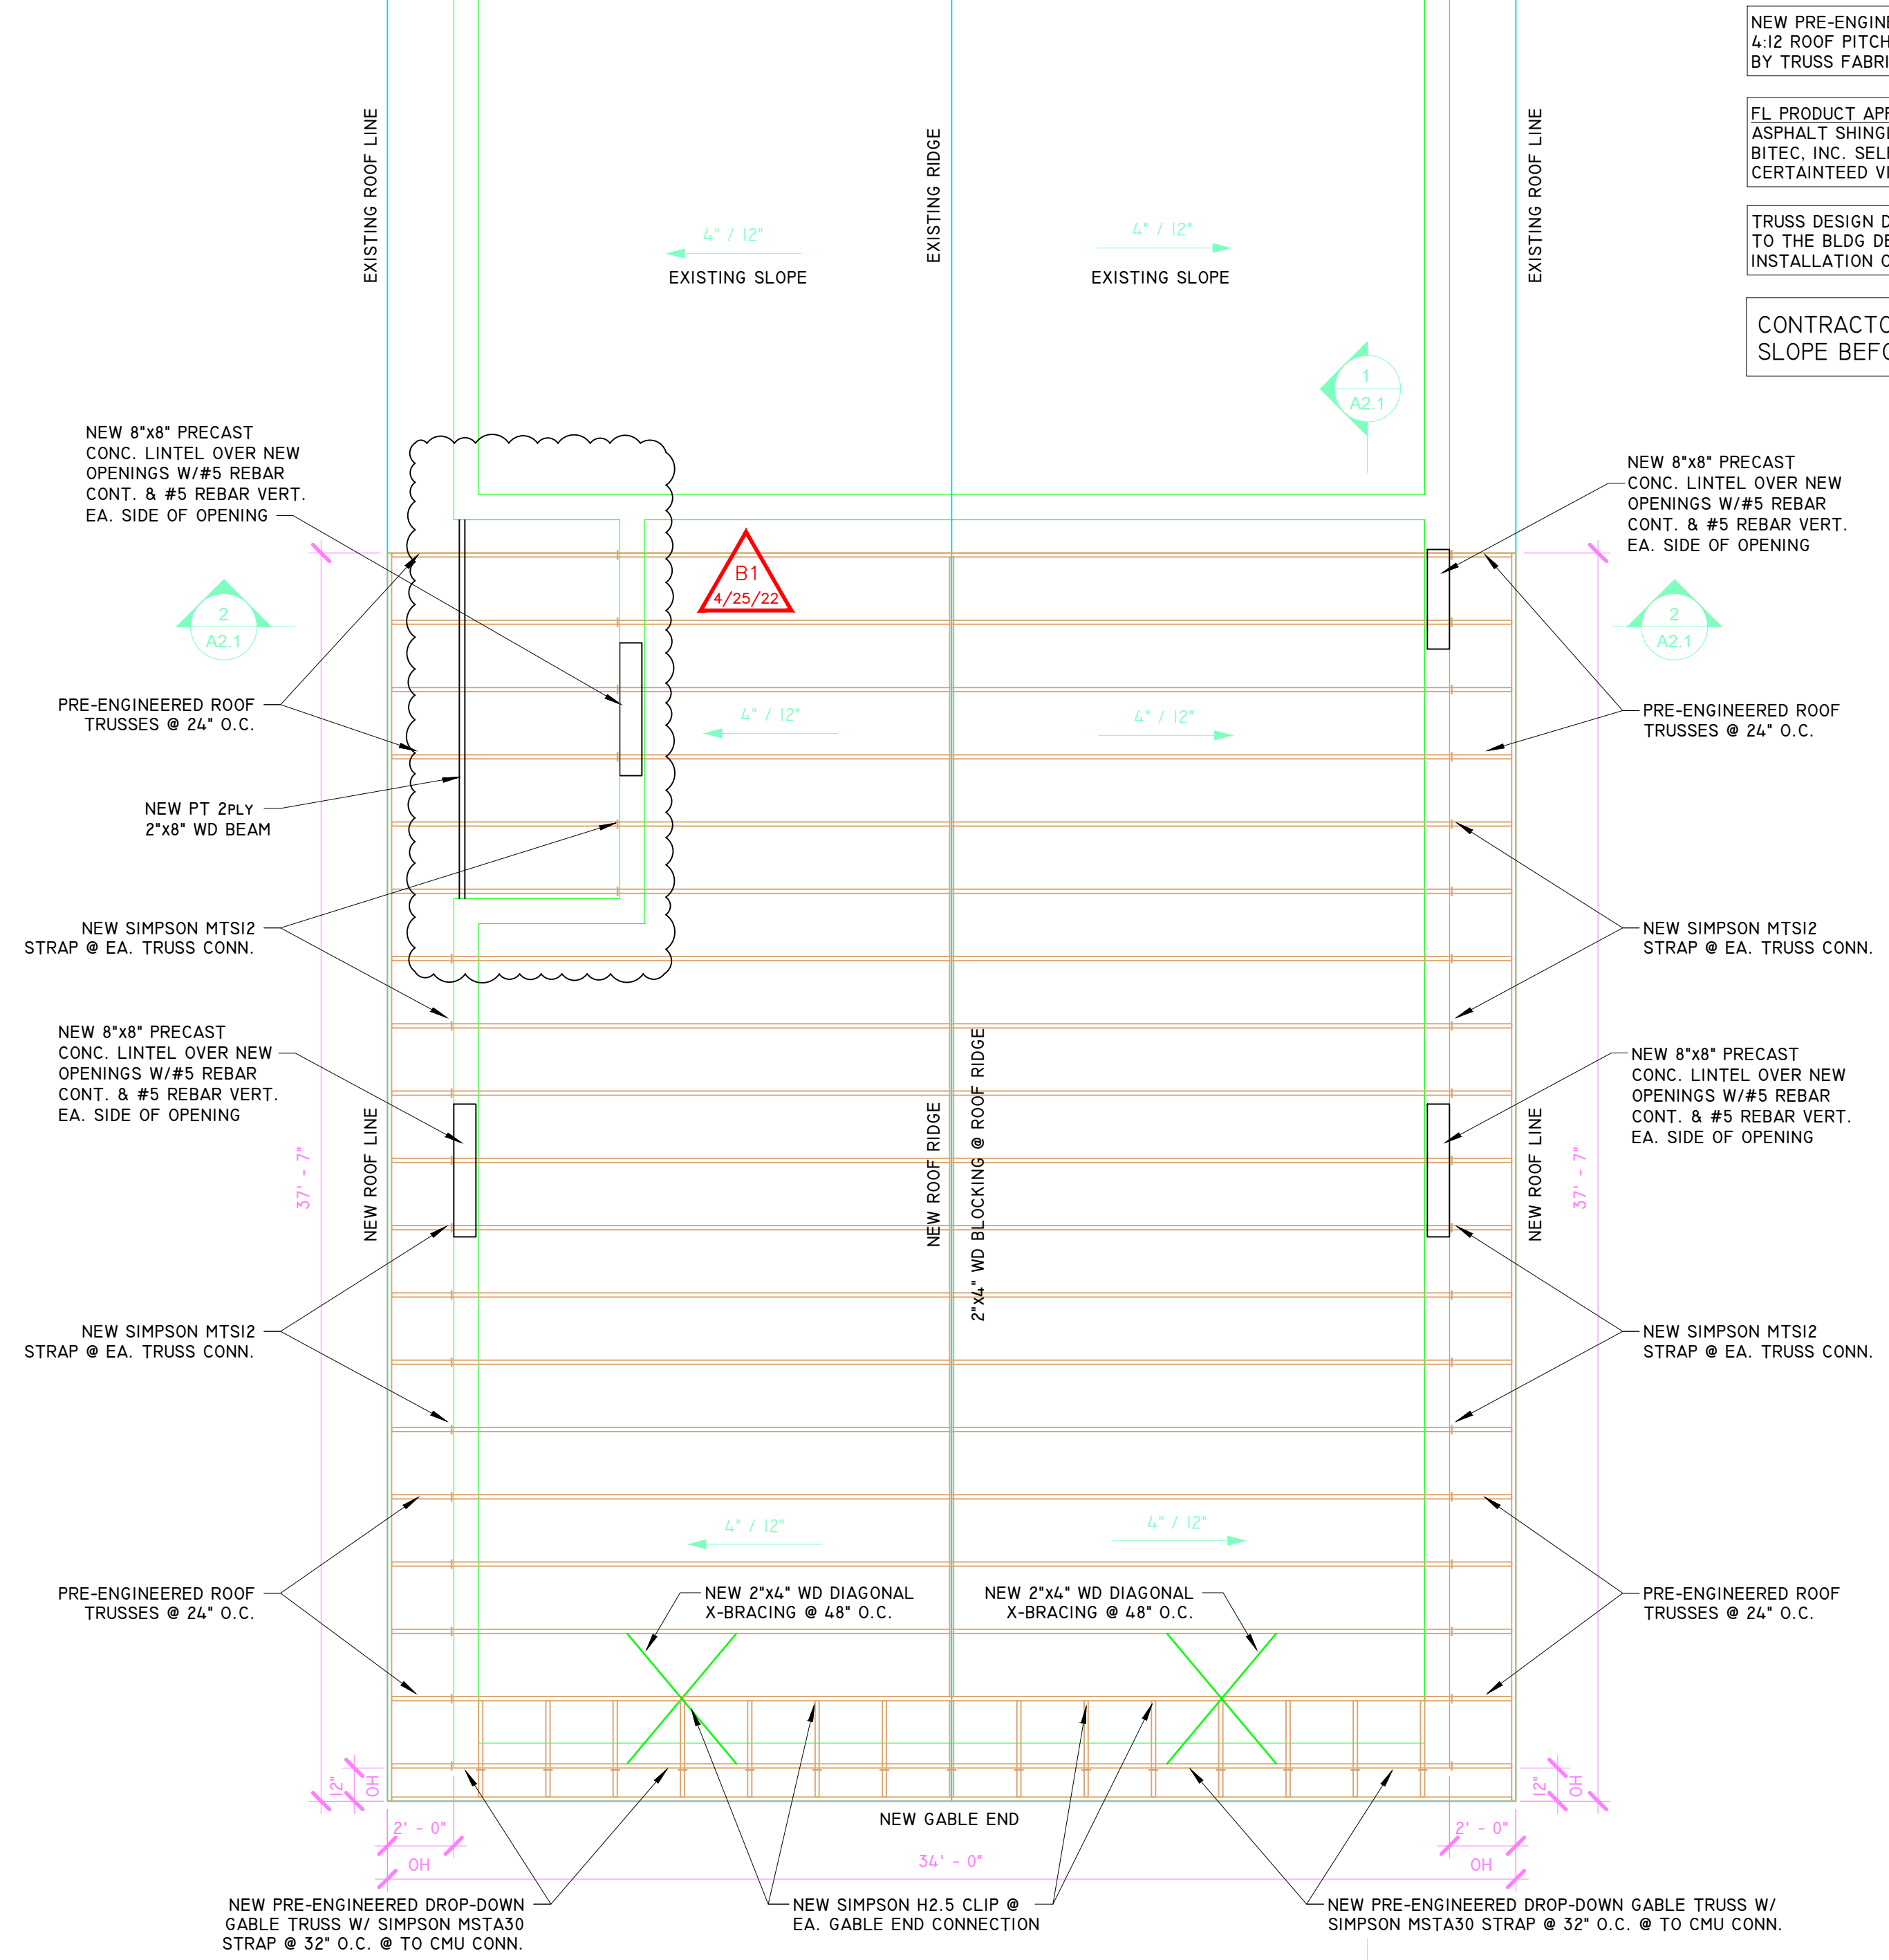 NEW PRE-ENGINE
4:12 ROOF PITCH
BY TRUSS FABRI
FL PRODUCT APP
ASPHALT SHINGL
BITEC, INC. SELF
CERTAINTEED VE
TRUSS DESIGN D
TO THE BLDG DE
INSTALLATION O
CONTRACTO
SLOPE BEFO
EXISTING ROOF LINE
EXISTING RIDGE
EXISTING ROOF LINE
4" / 12"
EXISTING SLOPE
4" / 12"
EXISTING SLOPE
1
A2.1
NEW 8"x8" PRECAST
CONC. LINTEL OVER NEW
OPENINGS W/#5 REBAR
CONT. & #5 REBAR VERT.
EA. SIDE OF OPENING
NEW 8"x8" PRECAST
CONC. LINTEL OVER NEW
OPENINGS W/#5 REBAR
CONT. & #5 REBAR VERT.
EA. SIDE OF OPENING
B1
4/25/22
2
A2.1
2
A2.1
PRE-ENGINEERED ROOF
TRUSSES @ 24" O.C.
4" / 12"
4" / 12"
PRE-ENGINEERED ROOF
TRUSSES @ 24" O.C.
NEW PT 2PLY
2"x8" WD BEAM
NEW SIMPSON MTS12
STRAP @ EA. TRUSS CONN.
NEW SIMPSON MTS12
STRAP @ EA. TRUSS CONN.
NEW 8"x8" PRECAST
CONC. LINTEL OVER NEW
OPENINGS W/#5 REBAR
CONT. & #5 REBAR VERT.
EA. SIDE OF OPENING
NEW 8"x8" PRECAST
CONC. LINTEL OVER NEW
OPENINGS W/#5 REBAR
CONT. & #5 REBAR VERT.
EA. SIDE OF OPENING
37' - 7"
NEW ROOF LINE
NEW ROOF RIDGE
2"x4" WD BLOCKING @ ROOF RIDGE
NEW ROOF LINE
37' - 7"
NEW SIMPSON MTS12
STRAP @ EA. TRUSS CONN.
NEW SIMPSON MTS12
STRAP @ EA. TRUSS CONN.
4" / 12"
4" / 12"
PRE-ENGINEERED ROOF
TRUSSES @ 24" O.C.
NEW 2"x4" WD DIAGONAL
X-BRACING @ 48" O.C.
NEW 2"x4" WD DIAGONAL
X-BRACING @ 48" O.C.
PRE-ENGINEERED ROOF
TRUSSES @ 24" O.C.
12"
OH
12"
OH
NEW GABLE END
2' - 0"
OH
34' - 0"
2' - 0"
OH
NEW PRE-ENGINEERED DROP-DOWN
GABLE TRUSS W/ SIMPSON MSTA30
STRAP @ 32" O.C. @ TO CMU CONN.
NEW SIMPSON H2.5 CLIP @
EA. GABLE END CONNECTION
NEW PRE-ENGINEERED DROP-DOWN GABLE TRUSS W/
SIMPSON MSTA30 STRAP @ 32" O.C. @ TO CMU CONN.